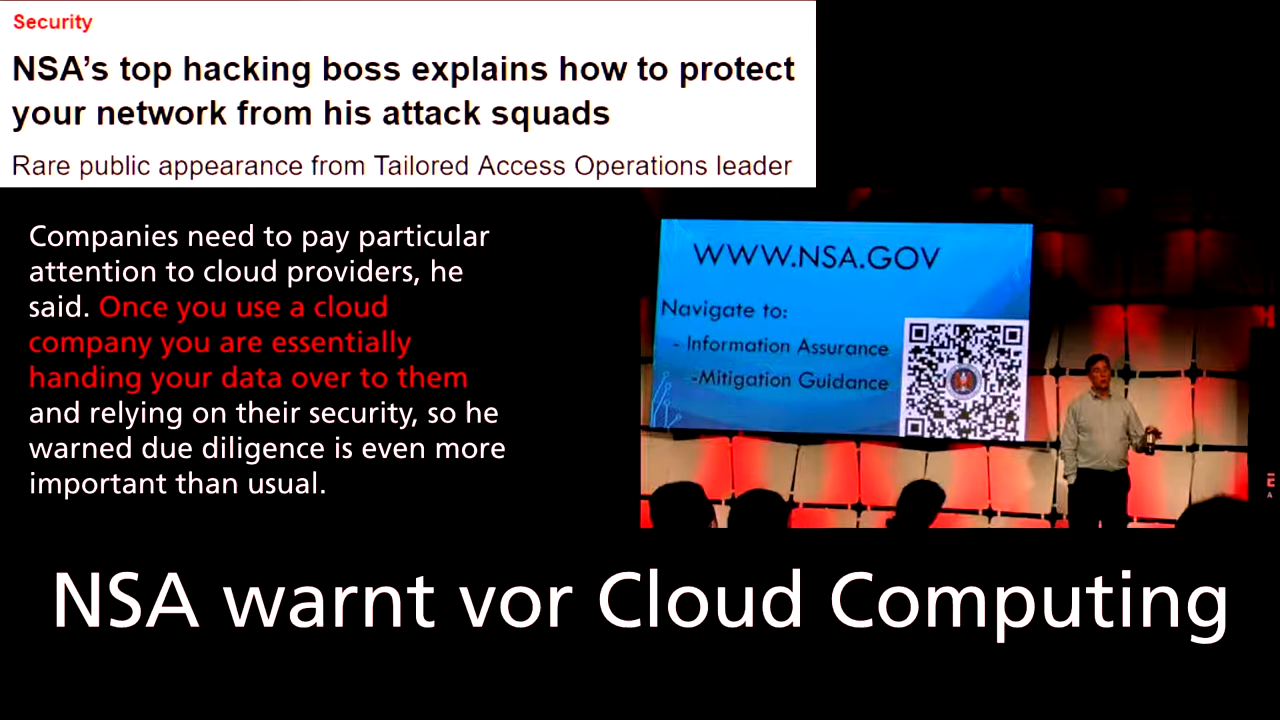 Security
NSA's top hacking boss explains how to protect
your network from his attack squads
Rare public appearance from Tailored Access Operations leader
Companies need to pay particular
attention to cloud providers, he
said. Once you use a cloud
company you are essentially
handing your data over to them
and relying on their security, so he
warned due diligence is even more
important than usual.
WWW.NSA.GOV
Navigate to:
- Information Assurance
-Mitigation Guidance
E
A
NSA warnt vor Cloud Computing